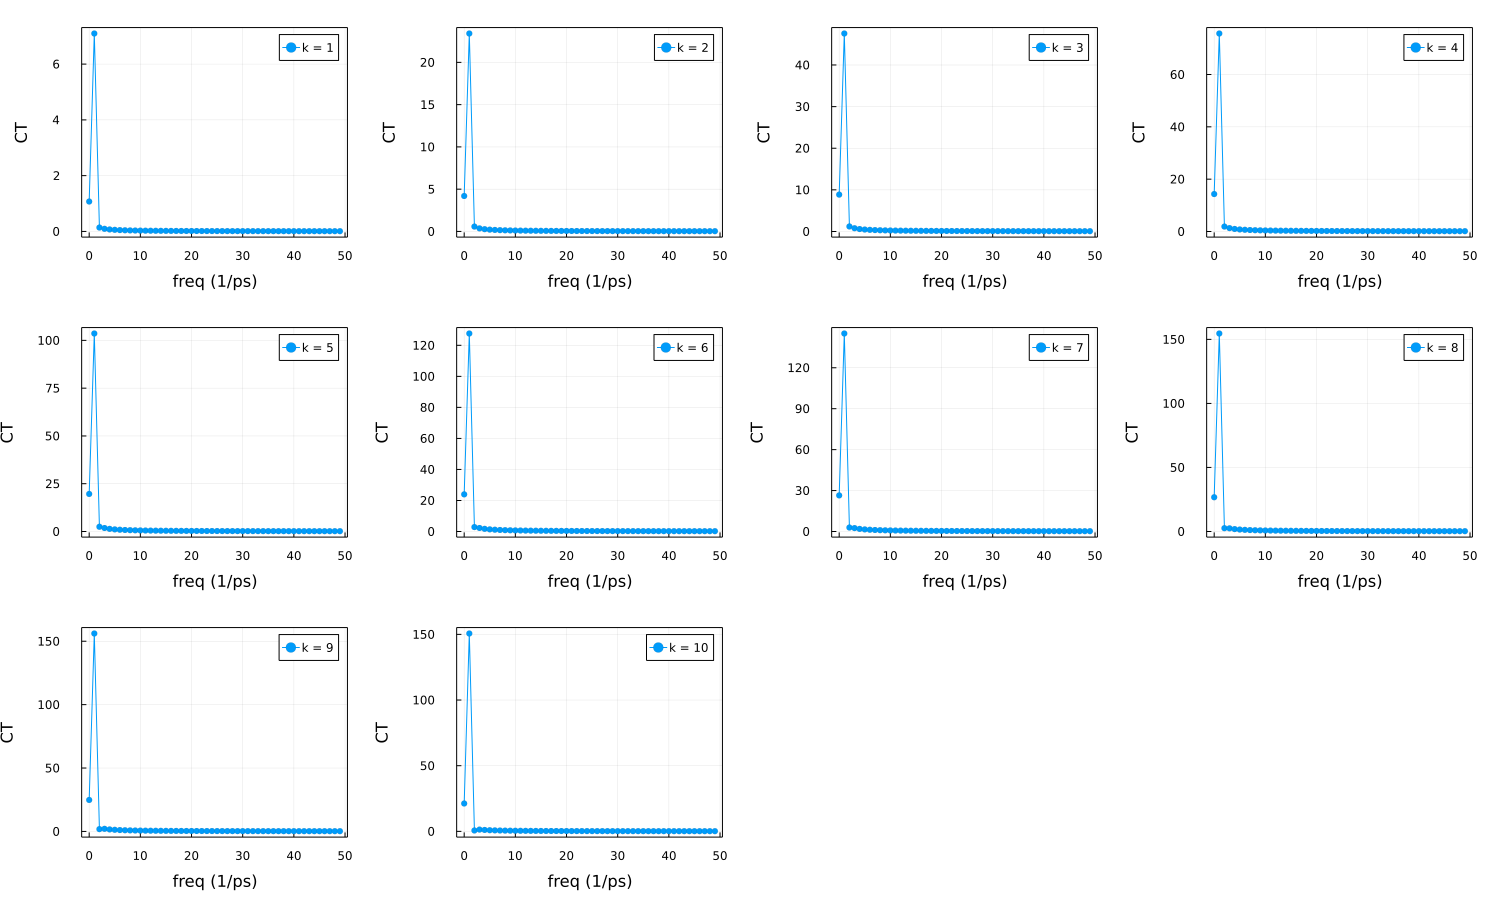 k = 1
CT
6
4
2
0
0 10 20 30 40 50
freq (1/ps)
k = 2
CT
20
15
10
5
0
0 10 20 30 40 50
freq (1/ps)
k = 3
CT
40
30
20
10
0
0 10 20 30 40 50
freq (1/ps)
k = 4
CT
60
40
20
0
0 10 20 30 40 50
freq (1/ps)
k = 5
CT
100
75
50
25
0
0 10 20 30 40 50
freq (1/ps)
k = 6
CT
120
100
80
60
40
20
0
0 10 20 30 40 50
freq (1/ps)
k = 7
CT
120
90
60
30
0
0 10 20 30 40 50
freq (1/ps)
k = 8
CT
150
100
50
0
0 10 20 30 40 50
freq (1/ps)
k = 9
CT
150
100
50
0
0 10 20 30 40 50
freq (1/ps)
k = 10
CT
150
100
50
0
0 10 20 30 40 50
freq (1/ps)